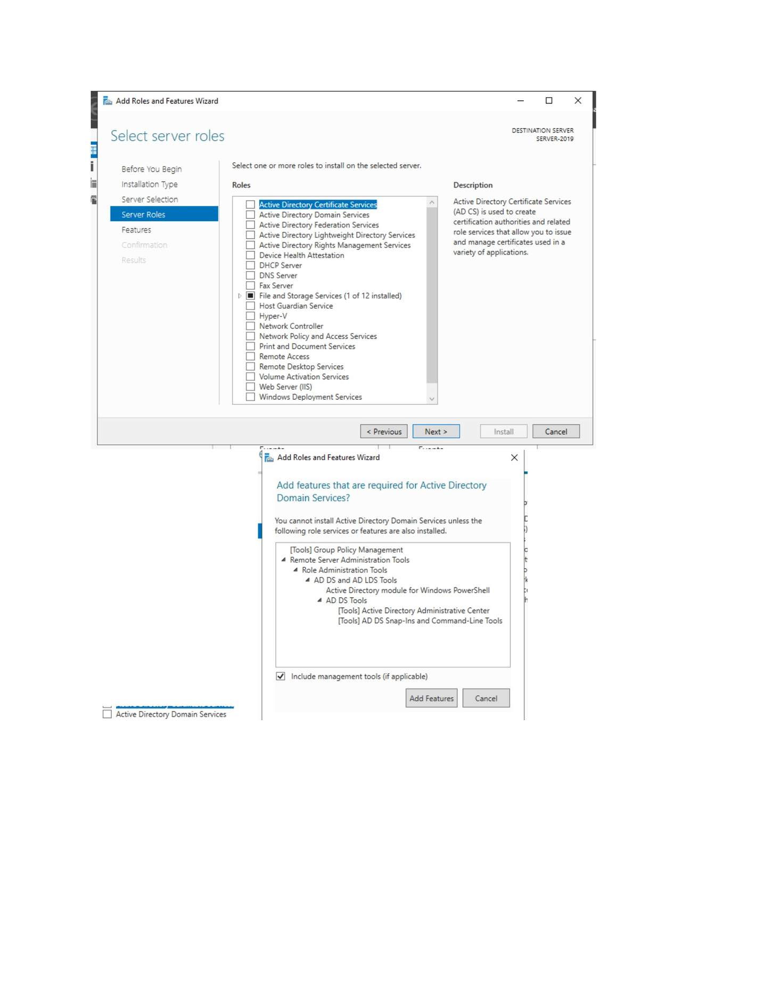 Add Roles and Features Wizard
Select server roles
DESTINATION SERVER
SERVER-2019
Before You Begin
Installation Type
Server Selection
Server Roles
Features
Confirmation
Results
Select one or more roles to install on the selected server.
Roles
Active Directory Certificate Services
Active Directory Domain Services
Active Directory Federation Services
Active Directory Lightweight Directory Services
Active Directory Rights Management Services
Device Health Attestation
DHCP Server
DNS Server
Fax Server
File and Storage Services (1 of 12 installed)
Host Guardian Service
Hyper-V
Network Controller
Network Policy and Access Services
Print and Document Services
Remote Access
Remote Desktop Services
Volume Activation Services
Web Server (IIS)
Windows Deployment Services
Description
Active Directory Certificate Services
(AD CS) is used to create
certification authorities and related
role services that allow you to issue
and manage certificates used in a
variety of applications.
< Previous
Next >
Install
Cancel
Add Roles and Features Wizard
Add features that are required for Active Directory
Domain Services?
You cannot install Active Directory Domain Services unless the
following role services or features are also installed.
[Tools] Group Policy Management
Remote Server Administration Tools
Role Administration Tools
AD DS and AD LDS Tools
Active Directory module for Windows PowerShell
AD DS Tools
[Tools] Active Directory Administrative Center
[Tools] AD DS Snap-Ins and Command-Line Tools
Include management tools (if applicable)
Add Features
Cancel
Active Directory Domain Services